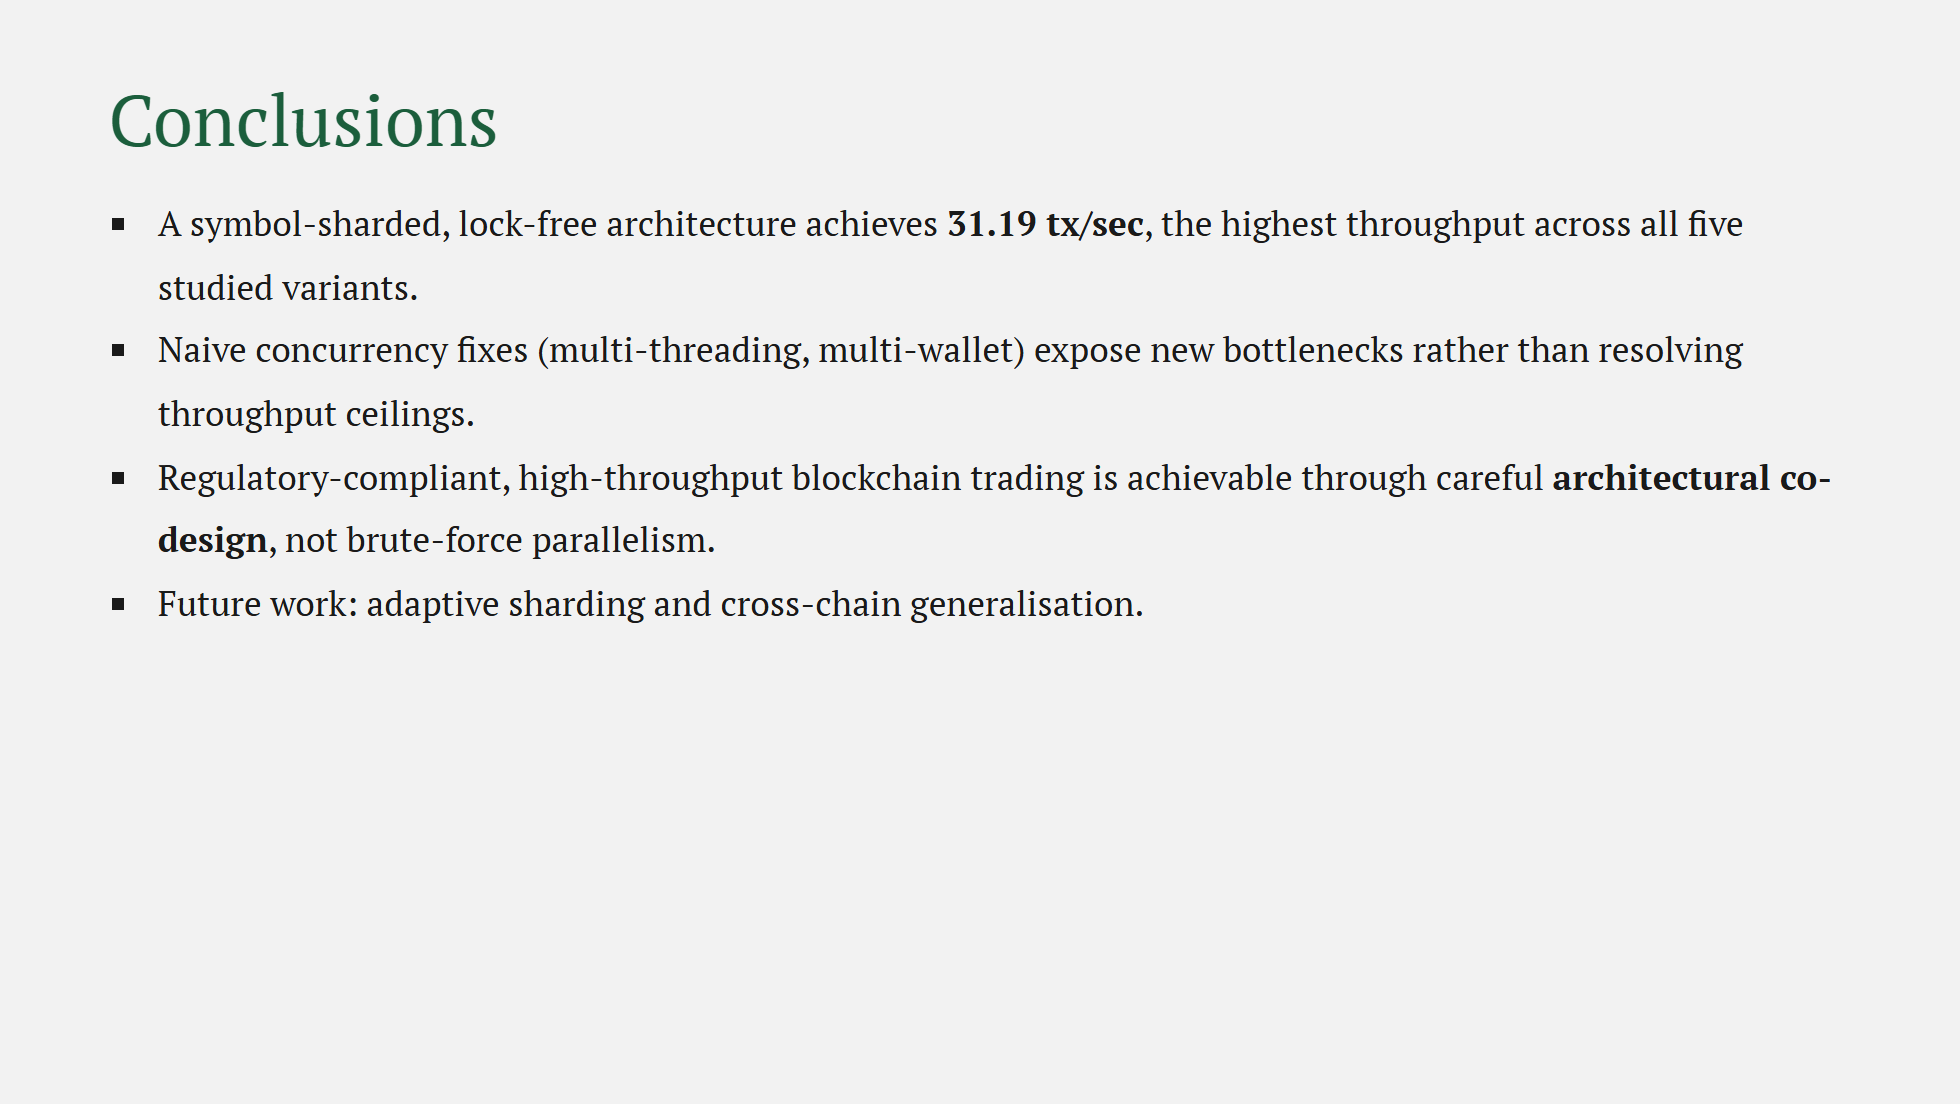 Conclusions
▪ A symbol-sharded, lock-free architecture achieves 31.19 tx/sec, the highest throughput across all five
studied variants.
▪ Naive concurrency fixes (multi-threading, multi-wallet) expose new bottlenecks rather than resolving
throughput ceilings.
▪ Regulatory-compliant, high-throughput blockchain trading is achievable through careful architectural co-
design, not brute-force parallelism.
▪ Future work: adaptive sharding and cross-chain generalisation.